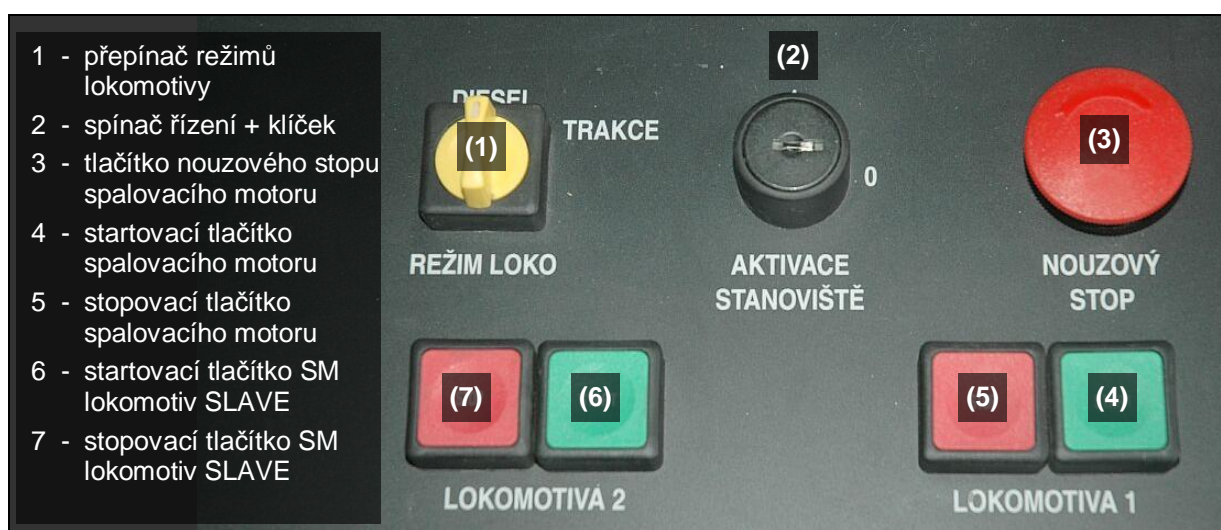 1 - přepínač režimů
lokomotivy
2 - spínač řízení + klíček
3 - tlačítko nouzového stopu
spalovacího motoru
4 - startovací tlačítko
spalovacího motoru
5 - stopovací tlačítko
spalovacího motoru
6 - startovací tlačítko SM
lokomotiv SLAVE
7 - stopovací tlačítko SM
lokomotiv SLAVE
(2)
DIESEL
(1)
TRAKCE
(3)
0
REŽIM LOKO
AKTIVACE
STANOVIŠTĚ
NOUZOVÝ
STOP
(7)
(6)
(5)
(4)
LOKOMOTIVA 2
LOKOMOTIVA 1